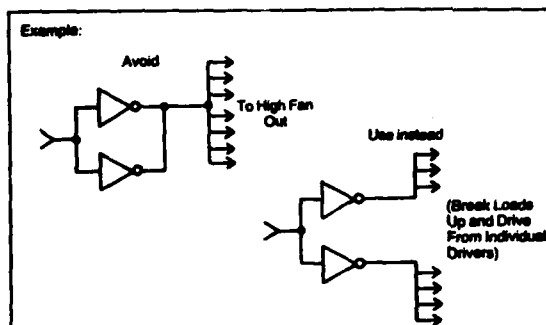 Example:
Avoid
To High Fan
Out
Use instead
(Break Loads
Up and Drive
From Individual
Drivers)